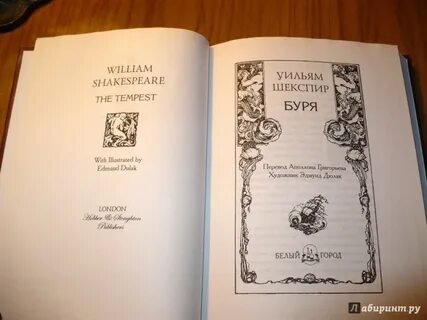 WILLIAM
SHAKESPEARE
THE TEMPEST
With Illustrated by
Edmund Dulak
LONDON
Hodder & Stoughton
Publishers
УИЛЬЯМ
ШЕКСПИР
БУРЯ
Перевод Аполлона Григорьева
Художник Эдмунд Дюлак
БЕЛЫЙ ГОРОД
Лабиринт.ру